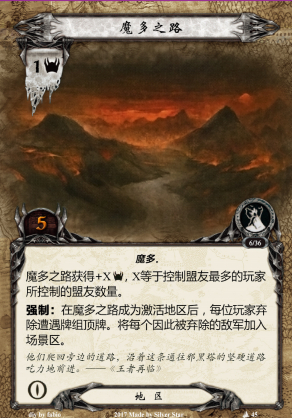 魔多之路
1
5
6/36
魔多.
魔多之路获得+X，X等于控制盟友最多的玩家
所控制的盟友数量。
强制：在魔多之路成为激活地区后，每位玩家弃
除遭遇牌组顶牌。将每个因此被弃除的敌军加入
场景区。
他们爬回旁边的道路，沿着这条通往邪黑塔的坚硬道路
吃力地前进。——《王者再临》
地 区
by fabio
2017 Made by Silver Star
45